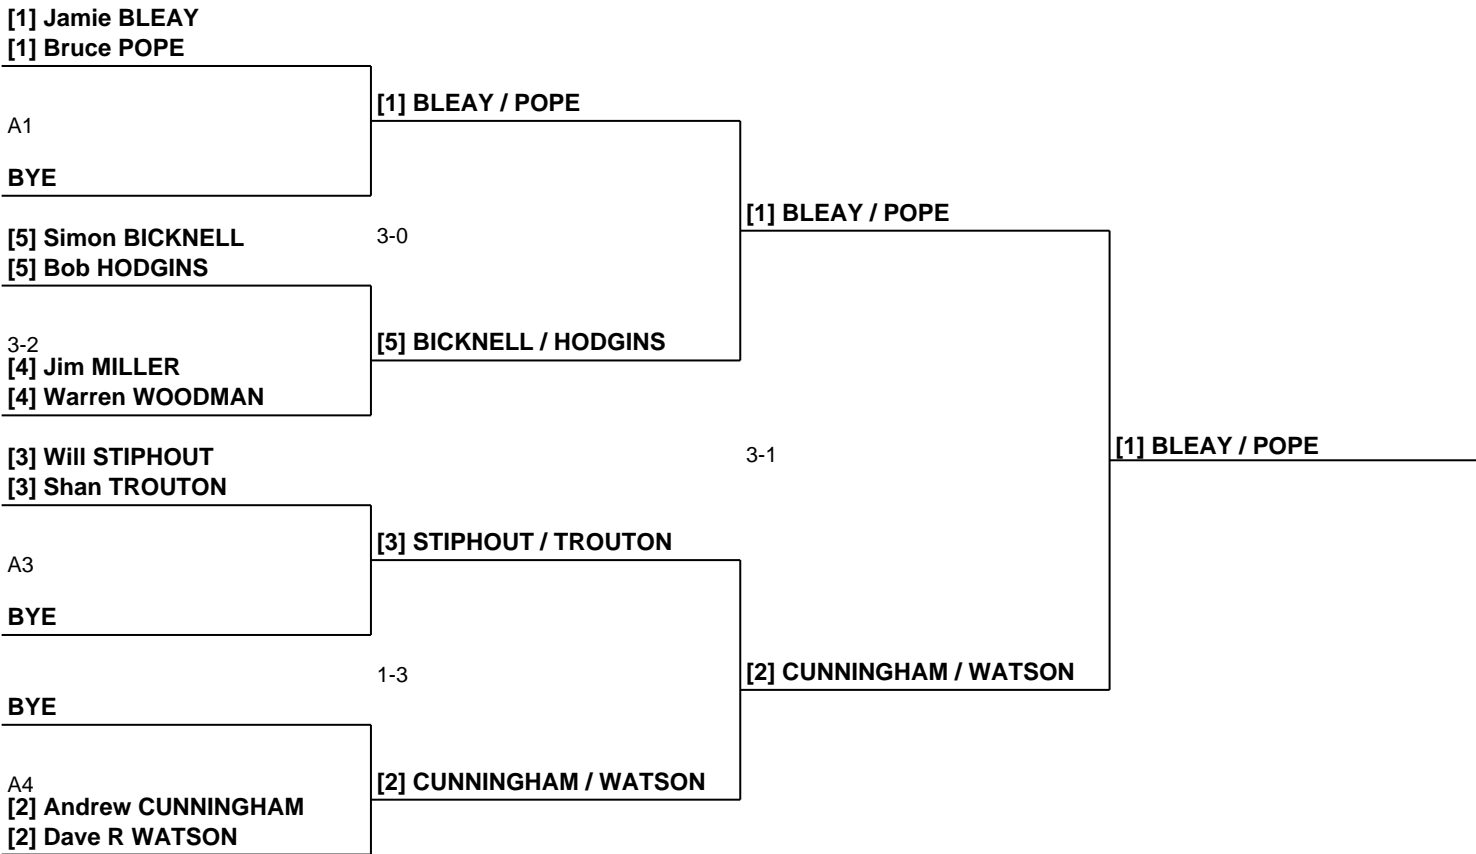 [1] Jamie BLEAY
[1] Bruce POPE
[1] BLEAY / POPE
A1
BYE
[1] BLEAY / POPE
[5] Simon BICKNELL
3-0
[5] Bob HODGINS
3-2
[5] BICKNELL / HODGINS
[4] Jim MILLER
[4] Warren WOODMAN
[3] Will STIPHOUT
3-1
[1] BLEAY / POPE
[3] Shan TROUTON
[3] STIPHOUT / TROUTON
A3
BYE
1-3
[2] CUNNINGHAM / WATSON
BYE
A4
[2] CUNNINGHAM / WATSON
[2] Andrew CUNNINGHAM
[2] Dave R WATSON